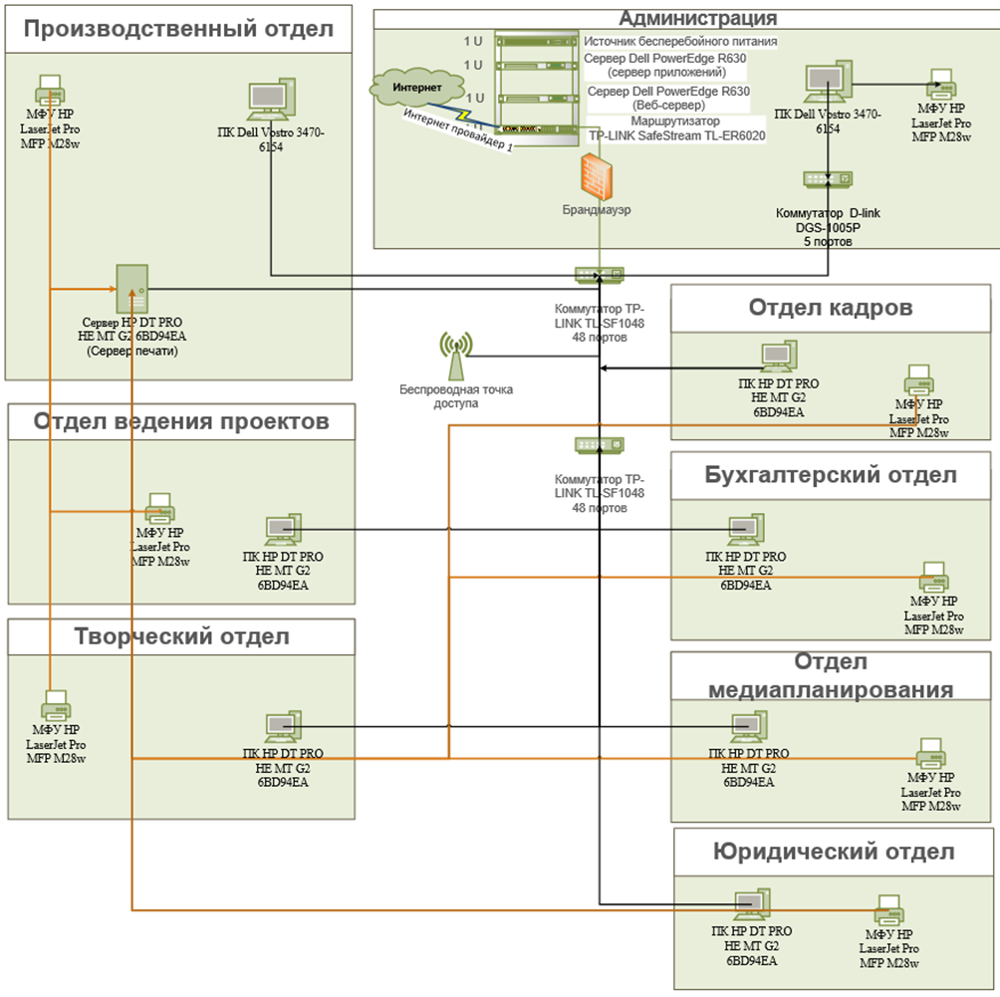 Производственный отдел
МФУ HP
LaserJet Pro
MFP M28w
ПК Dell Vostro 3470-
6154
Сервер HP DT PRO
HE MT G2 6BD94EA
(Сервер печати)
Администрация
1 U
Источник бесперебойного питания
1 U
Сервер Dell PowerEdge R630
(сервер приложений)
1 U
Сервер Dell PowerEdge R630
(Веб-сервер)
Маршрутизатор
TP-LINK SafeStream TL-ER6020
Интернет
Интернет провайдер 1
Брандмауэр
ПК Dell Vostro 3470-
6154
МФУ HP
LaserJet Pro
MFP M28w
Коммутатор D-link
DGS-1005P
5 портов
Коммутатор TP-
LINK TL-SF1048
48 портов
Беспроводная точка
доступа
Коммутатор TP-
LINK TL-SF1048
48 портов
Отдел кадров
ПК HP DT PRO
HE MT G2
6BD94EA
МФУ HP
LaserJet Pro
MFP M28w
Отдел ведения проектов
МФУ HP
LaserJet Pro
MFP M28w
ПК HP DT PRO
HE MT G2
6BD94EA
Бухгалтерский отдел
ПК HP DT PRO
HE MT G2
6BD94EA
МФУ HP
LaserJet Pro
MFP M28w
Творческий отдел
МФУ HP
LaserJet Pro
MFP M28w
ПК HP DT PRO
HE MT G2
6BD94EA
Отдел
медиапланирования
ПК HP DT PRO
HE MT G2
6BD94EA
МФУ HP
LaserJet Pro
MFP M28w
Юридический отдел
ПК HP DT PRO
HE MT G2
6BD94EA
МФУ HP
LaserJet Pro
MFP M28w